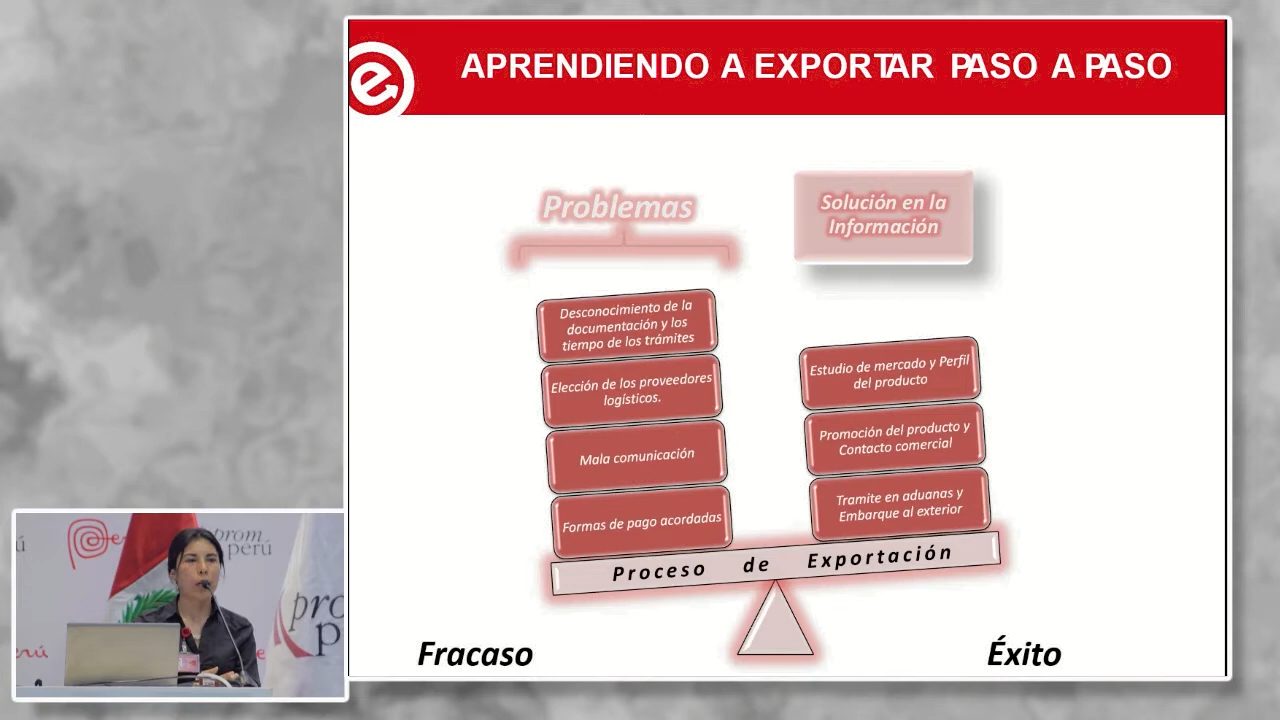 APRENDIENDO A EXPORTAR PASO A PASO
Problemas
Solución en la
Información
Desconocimiento de la
documentación y los
tiempo de los trámites
Elección de los proveedores
logísticos.
Mala comunicación
Formas de pago acordadas
Estudio de mercado y Perfil
del producto
Promoción del producto y
Contacto comercial
Tramite en aduanas y
Embarque al exterior
Proceso de Exportación
Fracaso
Éxito
prom
perú